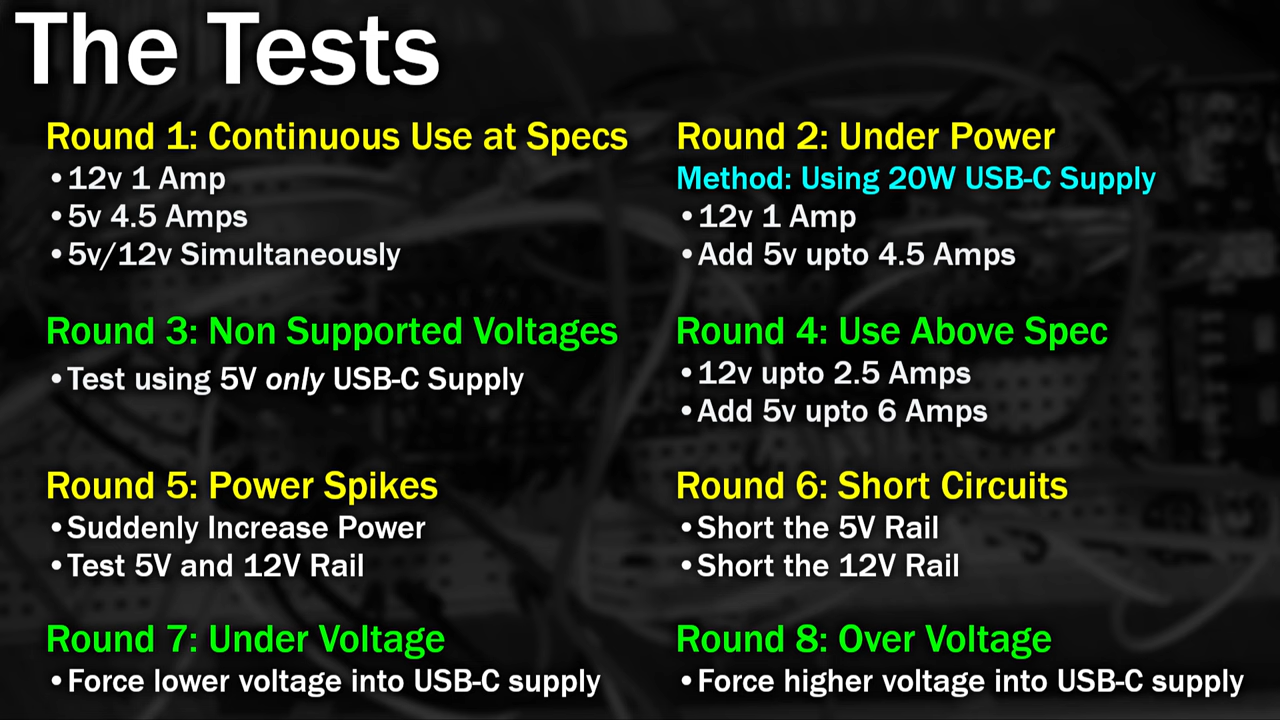 The Tests
Round 1: Continuous Use at Specs
•12v 1 Amp
•5v 4.5 Amps
•5v/12v Simultaneously
Round 2: Under Power
Method: Using 20W USB-C Supply
•12v 1 Amp
•Add 5v upto 4.5 Amps
Round 3: Non Supported Voltages
•Test using 5V only USB-C Supply
Round 4: Use Above Spec
•12v upto 2.5 Amps
•Add 5v upto 6 Amps
Round 5: Power Spikes
•Suddenly Increase Power
•Test 5V and 12V Rail
Round 6: Short Circuits
•Short the 5V Rail
•Short the 12V Rail
Round 7: Under Voltage
•Force lower voltage into USB-C supply
Round 8: Over Voltage
•Force higher voltage into USB-C supply